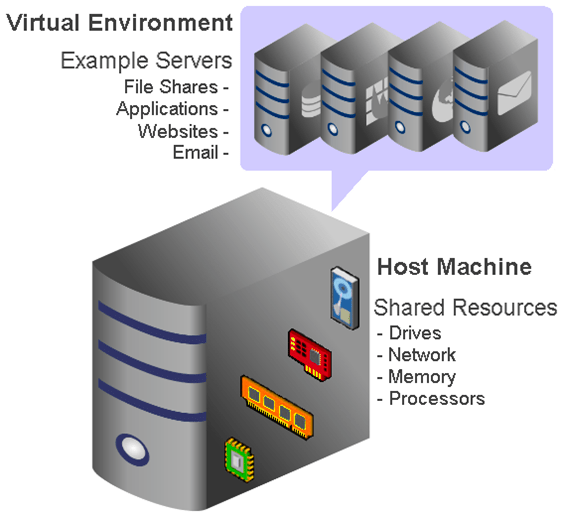 Virtual Environment
Example Servers
File Shares -
Applications -
Websites -
Email -
Host Machine
Shared Resources
- Drives
- Network
- Memory
- Processors